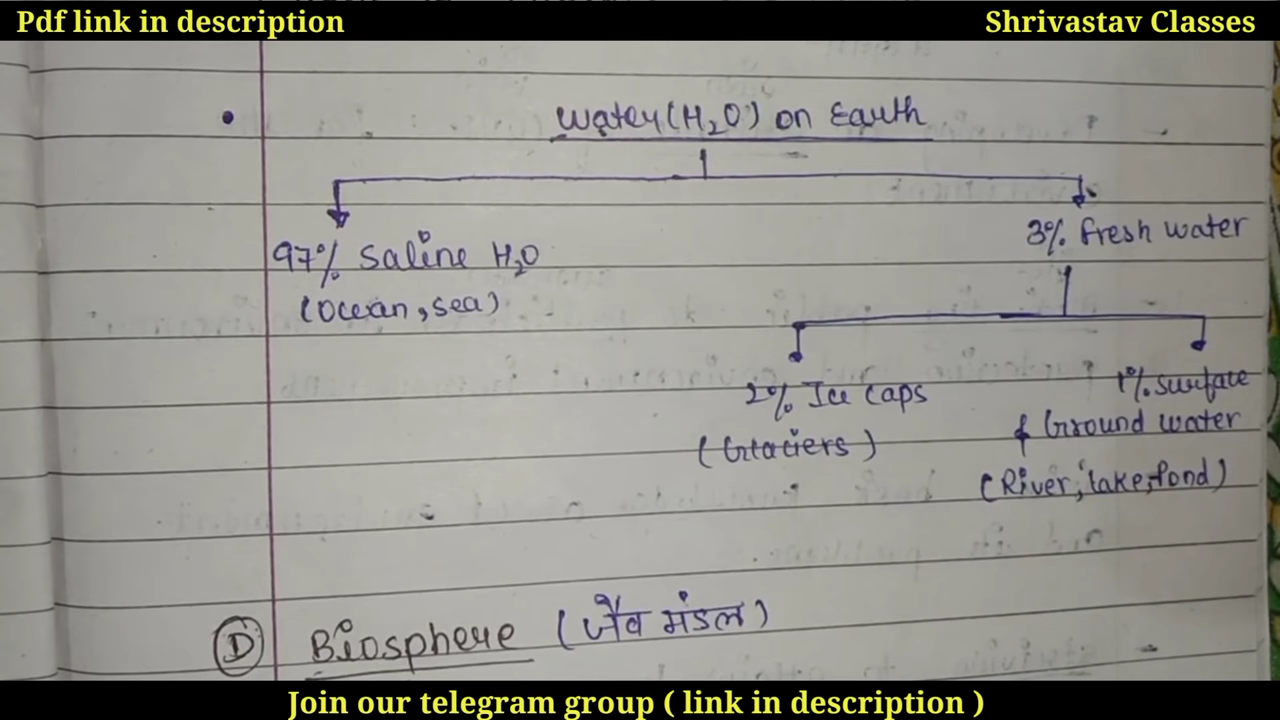 Pdf link in description
Shrivastav Classes
• Water (H₂O) on Earth
97% Saline H₂O
(Ocean, sea)
3% fresh water
2% Ice Caps
(Glaciers)
1% surface
& Ground water
(River, lake, Pond)
D Biosphere (जैव मंडल)
Join our telegram group ( link in description )